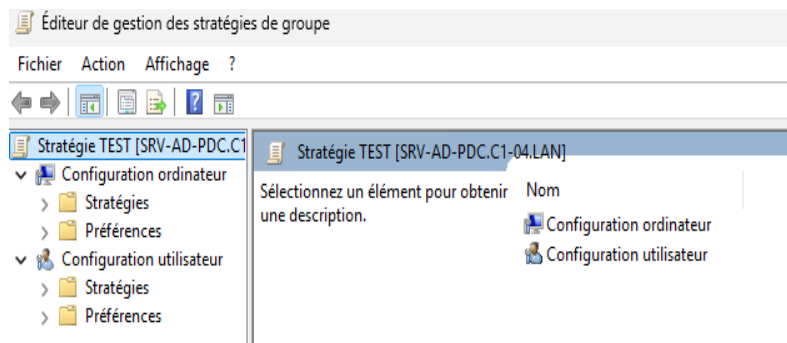 Éditeur de gestion des stratégies de groupe
Fichier Action Affichage ?
Stratégie TEST [SRV-AD-PDC.C1
Configuration ordinateur
Stratégies
Préférences
Configuration utilisateur
Stratégies
Préférences
Stratégie TEST [SRV-AD-PDC.C1-04.LAN]
Sélectionnez un élément pour obtenir
une description.
Nom
Configuration ordinateur
Configuration utilisateur